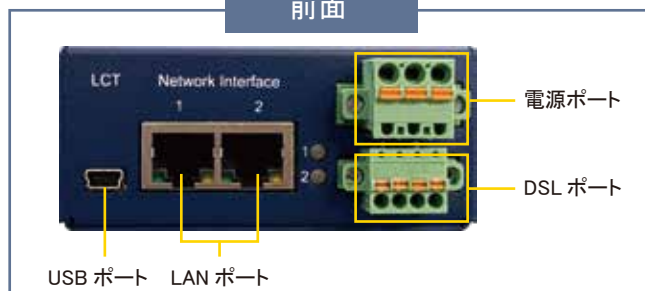 前面
LCT
Network Interface
1 2
1
2
電源ポート
DSL ポート
USB ポート LAN ポート